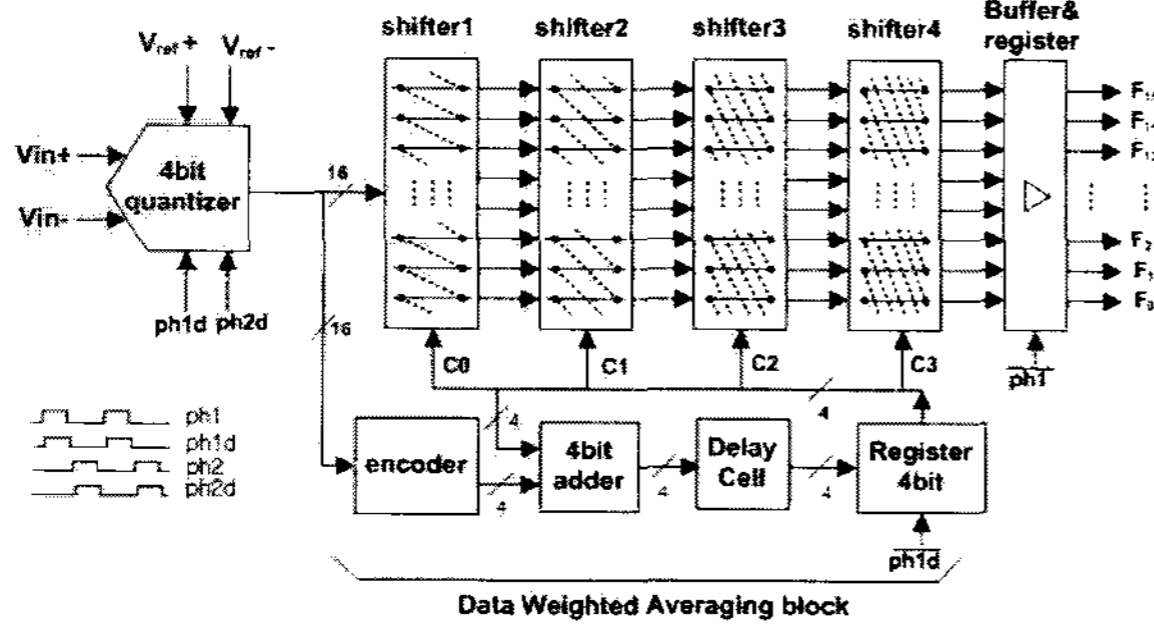 shifter1
shifter2
shifter3
shifter4
Buffer&
register
Vref+
Vref-
Vin+
Vin-
4bit
quantizer
16
ph1d
ph2d
16
F14
F2
F1
F0
C0
C1
C2
C3
ph1
4
4
ph1
ph1d
ph2
ph2d
encoder
4
4bit
adder
4
Delay
Cell
4
Register
4bit
ph1d
Data Weighted Averaging block